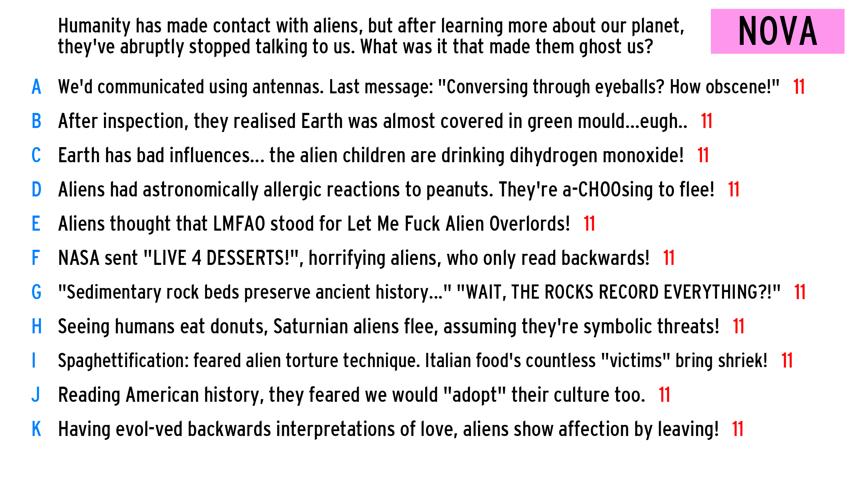 Humanity has made contact with aliens, but after learning more about our planet,
they've abruptly stopped talking to us. What was it that made them ghost us?
NOVA
A We'd communicated using antennas. Last message: "Conversing through eyeballs? How obscene!" 11
B After inspection, they realised Earth was almost covered in green mould...eugh.. 11
C Earth has bad influences... the alien children are drinking dihydrogen monoxide! 11
D Aliens had astronomically allergic reactions to peanuts. They're a-CHOOsing to flee! 11
E Aliens thought that LMFAO stood for Let Me Fuck Alien Overlords! 11
F NASA sent "LIVE 4 DESSERTS!", horrifying aliens, who only read backwards! 11
G "Sedimentary rock beds preserve ancient history..." "WAIT, THE ROCKS RECORD EVERYTHING?!" 11
H Seeing humans eat donuts, Saturnian aliens flee, assuming they're symbolic threats! 11
I Spaghettification: feared alien torture technique. Italian food's countless "victims" bring shriek! 11
J Reading American history, they feared we would "adopt" their culture too. 11
K Having evol-ved backwards interpretations of love, aliens show affection by leaving! 11